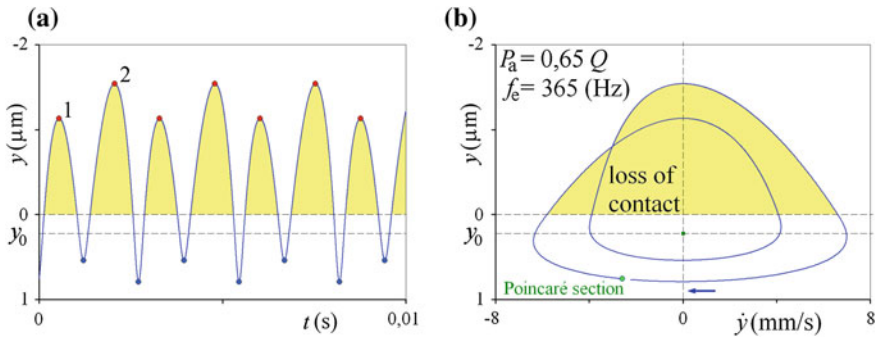 (a)
-2
y (μm)
0
y₀
1
1
2
0
t (s)
0,01
(b)
Pₐ = 0,65 Q
fₑ = 365 (Hz)
-2
y (μm)
0
y₀
1
loss of
contact
Poincaré section
-8
0
ẏ (mm/s)
8